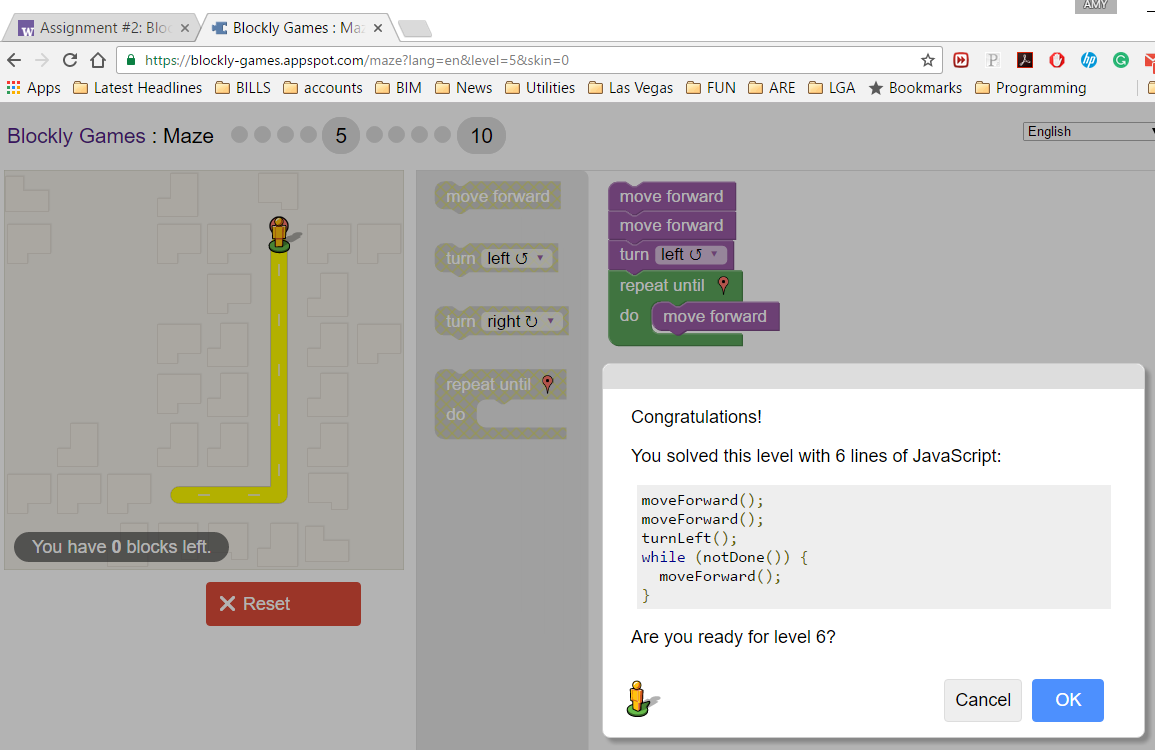 AMY
Assignment #2: Bloc
Blockly Games : Maz
https://blockly-games.appspot.com/maze?lang=en&level=5&skin=0
Apps Latest Headlines BILLS accounts BIM News Utilities Las Vegas FUN ARE LGA Bookmarks Programming
Blockly Games : Maze 5 10
English
move forward
turn left ↺ ▾
turn right ↻ ▾
repeat until
do
move forward
move forward
turn left ↺ ▾
repeat until
do move forward
You have 0 blocks left.
Reset
Congratulations!
You solved this level with 6 lines of JavaScript:
moveForward();
moveForward();
turnLeft();
while (notDone()) {
  moveForward();
}
Are you ready for level 6?
Cancel OK